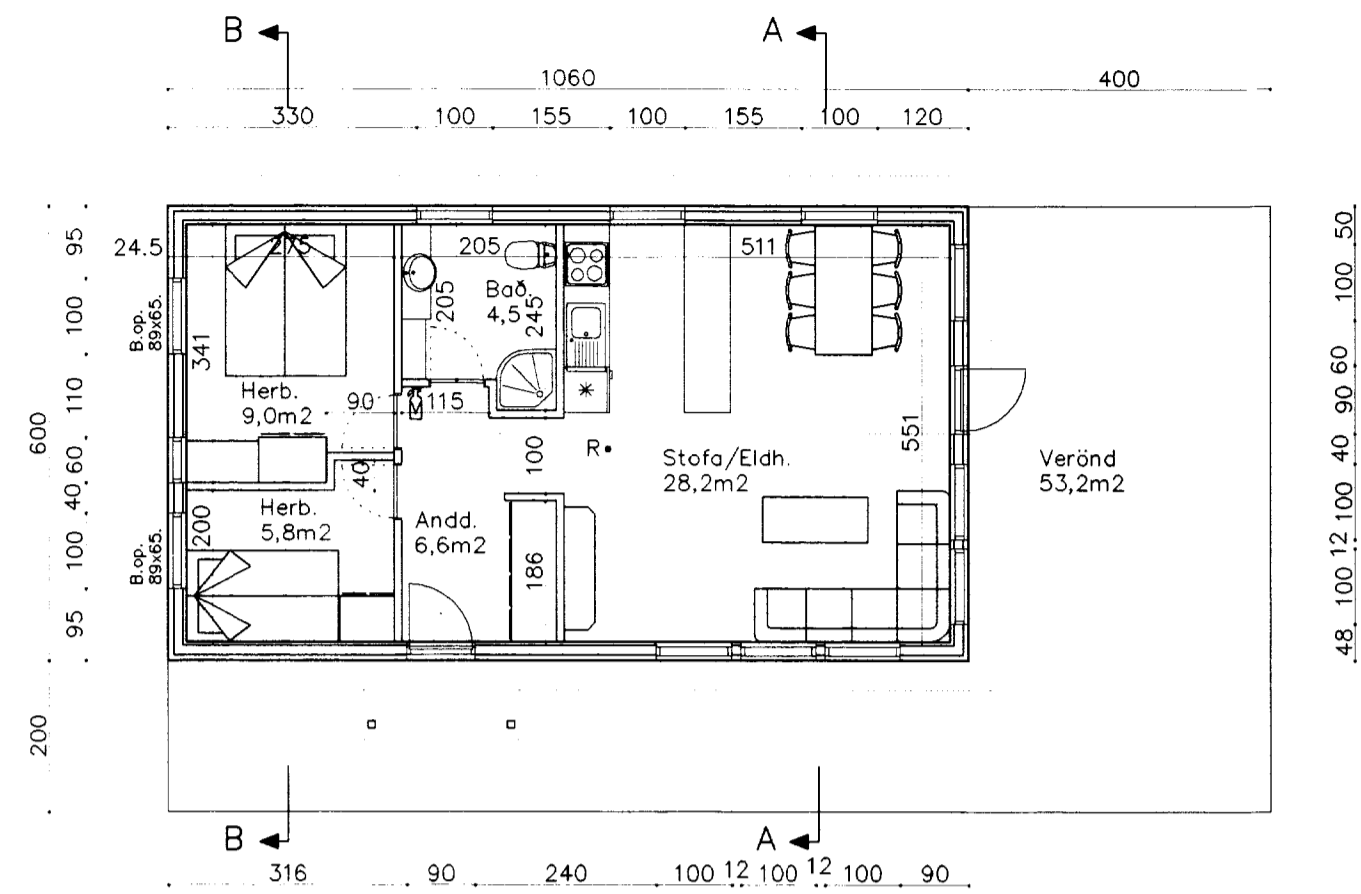 B
A
1060
400
330 100 155 100 155 100 120
95
24.5
275
205
511
50
B.op.
89x65.
100
341
205
Bað.
4,5
245
100
110
Herb.
9,0m2
90
115
60
90
600
60
40
100
R
Stofa/Eldh.
28,2m2
551
Verönd
53,2m2
40
40
200
Herb.
5,8m2
Andd.
6,6m2
100
12
B.op.
89x65.
100
186
100
95
48
200
B
A
316 90 240 100 12 100 12 100 90